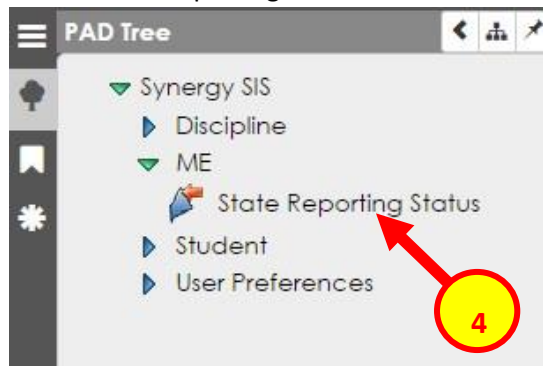 PAD Tree
Synergy SIS
Discipline
ME
State Reporting Status
Student
User Preferences
4